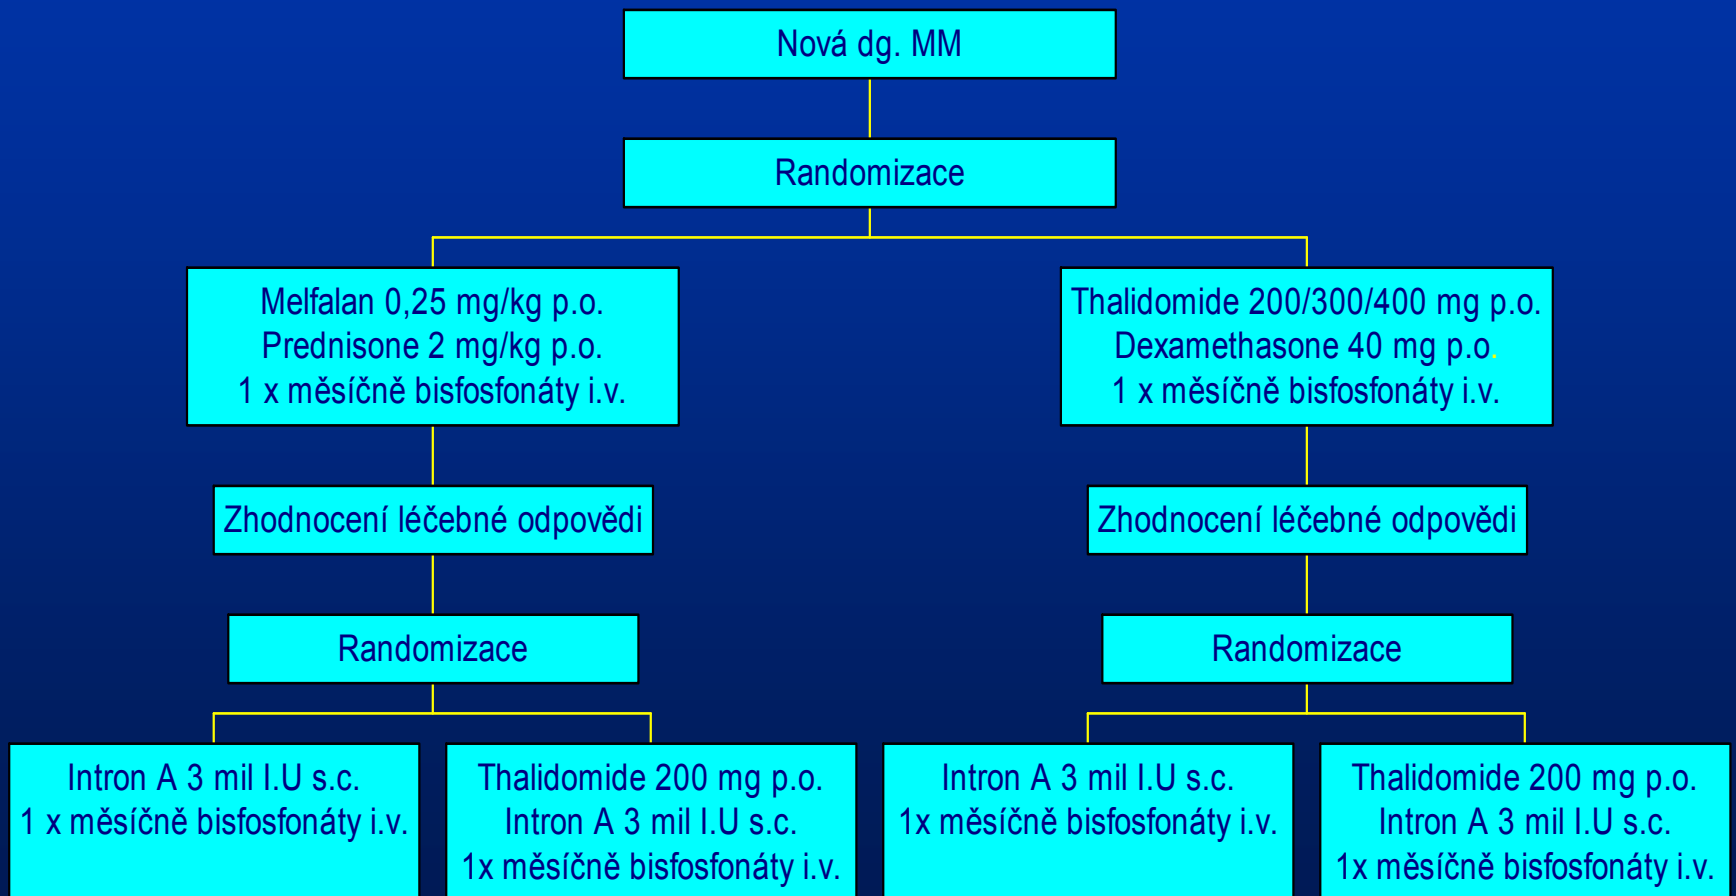 Nová dg. MM
Randomizace
Melfalan 0,25 mg/kg p.o.
Prednisone 2 mg/kg p.o.
1 x měsíčně bisfosfonáty i.v.
Thalidomide 200/300/400 mg p.o.
Dexamethasone 40 mg p.o.
1 x měsíčně bisfosfonáty i.v.
Zhodnocení léčebné odpovědi
Zhodnocení léčebné odpovědi
Randomizace
Randomizace
Intron A 3 mil I.U s.c.
1 x měsíčně bisfosfonáty i.v.
Thalidomide 200 mg p.o.
Intron A 3 mil I.U s.c.
1x měsíčně bisfosfonáty i.v.
Intron A 3 mil I.U s.c.
1x měsíčně bisfosfonáty i.v.
Thalidomide 200 mg p.o.
Intron A 3 mil I.U s.c.
1x měsíčně bisfosfonáty i.v.